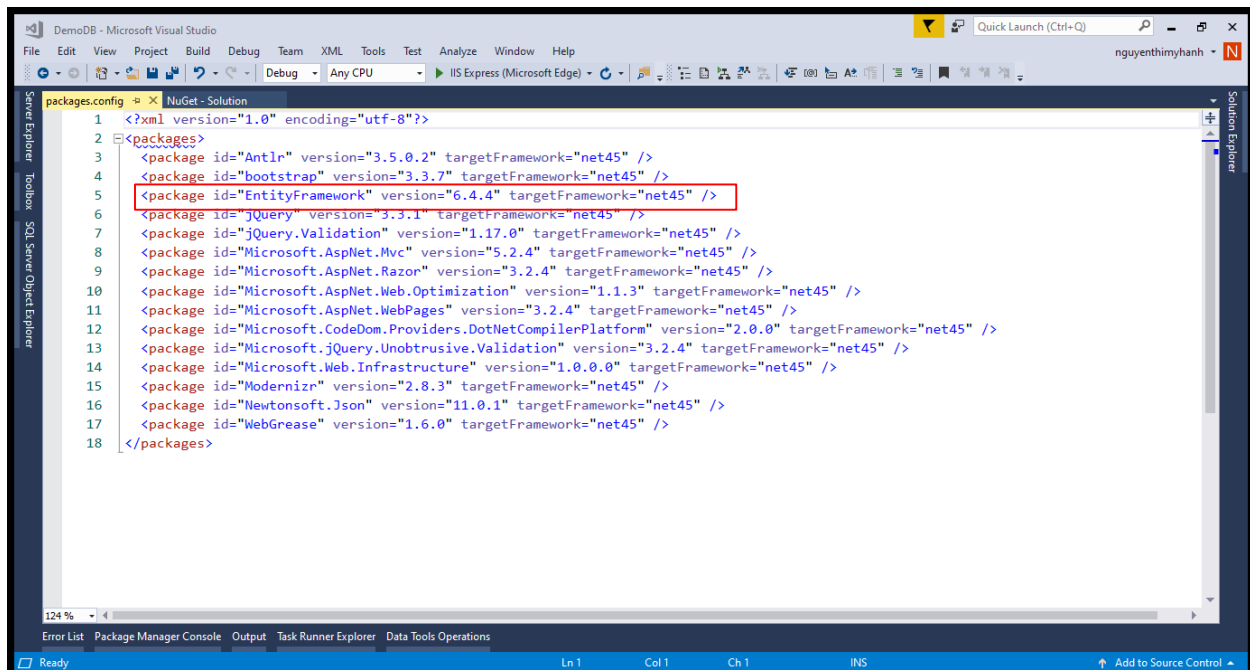 DemoDB - Microsoft Visual Studio
Quick Launch (Ctrl+Q)
File Edit View Project Build Debug Team XML Tools Test Analyze Window Help
nguyenthimyhanh
N
Debug Any CPU IIS Express (Microsoft Edge)
packages.config NuGet - Solution
Server Explorer
Toolbox
SQL Server Object Explorer
Solution Explorer
1 <?xml version="1.0" encoding="utf-8"?>
2 <packages>
3 <package id="Antlr" version="3.5.0.2" targetFramework="net45" />
4 <package id="bootstrap" version="3.3.7" targetFramework="net45" />
5 <package id="EntityFramework" version="6.4.4" targetFramework="net45" />
6 <package id="jQuery" version="3.3.1" targetFramework="net45" />
7 <package id="jQuery.Validation" version="1.17.0" targetFramework="net45" />
8 <package id="Microsoft.AspNet.Mvc" version="5.2.4" targetFramework="net45" />
9 <package id="Microsoft.AspNet.Razor" version="3.2.4" targetFramework="net45" />
10 <package id="Microsoft.AspNet.Web.Optimization" version="1.1.3" targetFramework="net45" />
11 <package id="Microsoft.AspNet.WebPages" version="3.2.4" targetFramework="net45" />
12 <package id="Microsoft.CodeDom.Providers.DotNetCompilerPlatform" version="2.0.0" targetFramework="net45" />
13 <package id="Microsoft.jQuery.Unobtrusive.Validation" version="3.2.4" targetFramework="net45" />
14 <package id="Microsoft.Web.Infrastructure" version="1.0.0.0" targetFramework="net45" />
15 <package id="Modernizr" version="2.8.3" targetFramework="net45" />
16 <package id="Newtonsoft.Json" version="11.0.1" targetFramework="net45" />
17 <package id="WebGrease" version="1.6.0" targetFramework="net45" />
18 </packages>
124 %
Error List Package Manager Console Output Task Runner Explorer Data Tools Operations
Ready Ln 1 Col 1 Ch 1 INS Add to Source Control